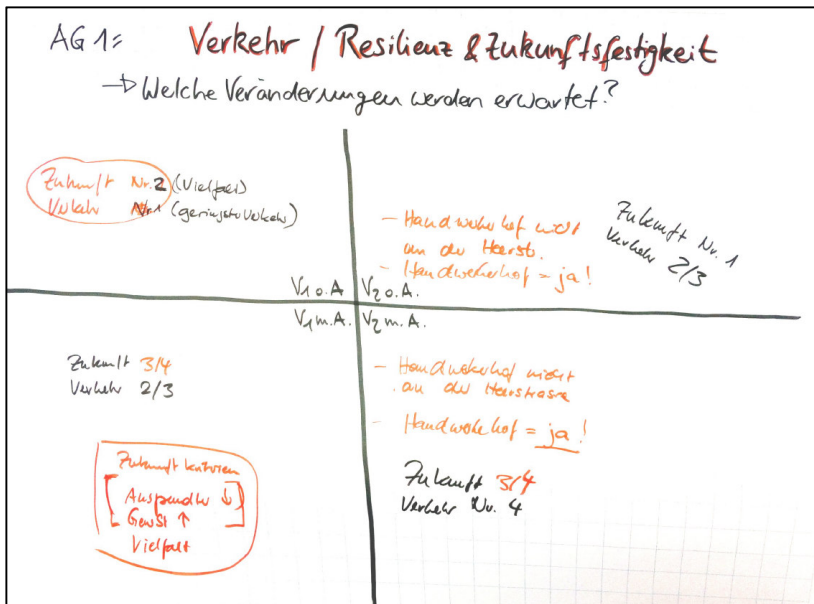 AG 1: Verkehr / Resilienz & Zukunftsfestigkeit
→ Welche Veränderungen werden erwartet?
Zukunft Nr. 2 (Vielfalt)
Verkehr Nr. 1 (geringster Verkehr)
V1 o.A
- Handwerkerhof nicht
an der Heerstr.
- Handwerkerhof = ja!
Zukunft Nr. 1
Verkehr 2/3
V2 o.A.
V1 m.A.
Zukunft 3/4
Verkehr 2/3
Zukunft
Auspendler ↓
GewSt ↑
Vielfalt
V2 m.A.
- Handwerkerhof nicht
an der Heerstrasse
- Handwerkerhof = ja!
Zukunft 3/4
Verkehr Nr. 4